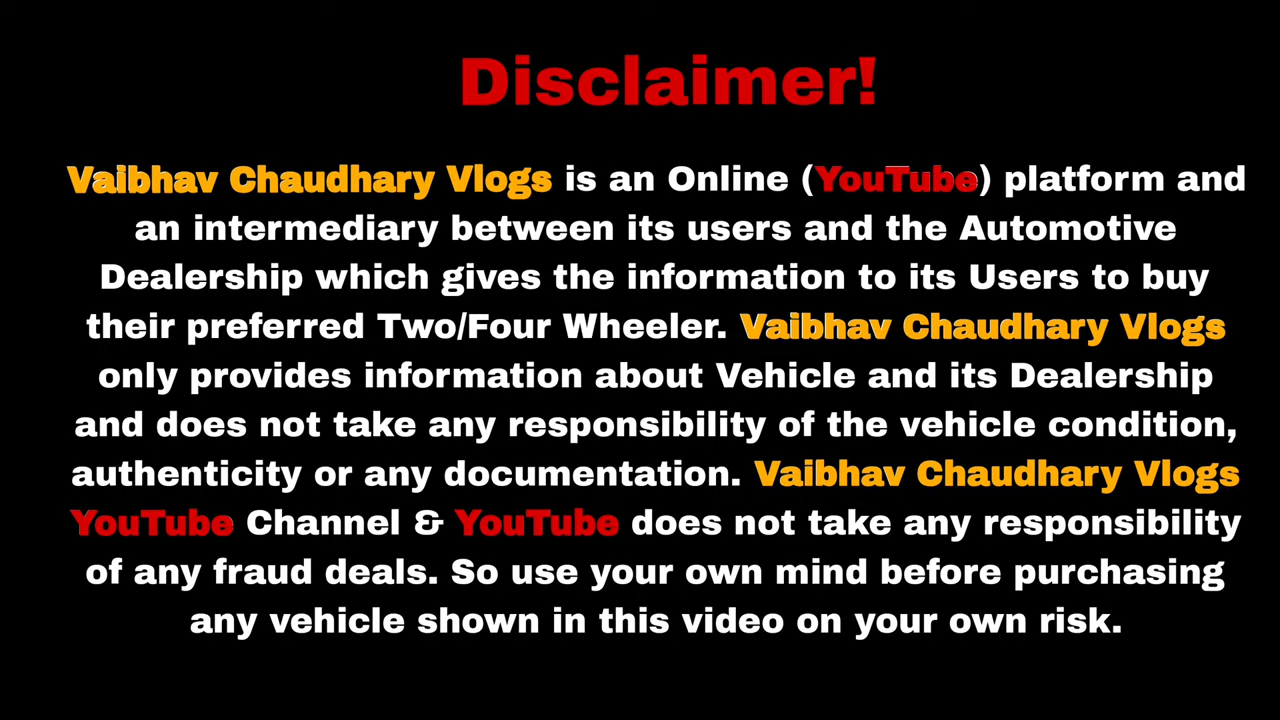 Disclaimer!
Vaibhav Chaudhary Vlogs is an Online (YouTube) platform and
an intermediary between its users and the Automotive
Dealership which gives the information to its Users to buy
their preferred Two/Four Wheeler. Vaibhav Chaudhary Vlogs
only provides information about Vehicle and its Dealership
and does not take any responsibility of the vehicle condition,
authenticity or any documentation. Vaibhav Chaudhary Vlogs
YouTube Channel & YouTube does not take any responsibility
of any fraud deals. So use your own mind before purchasing
any vehicle shown in this video on your own risk.